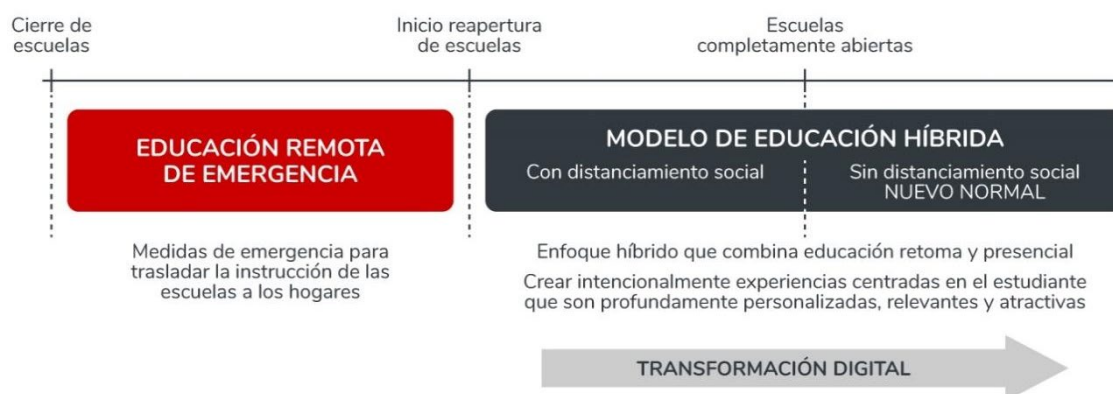 Cierre de
escuelas
Inicio reapertura
de escuelas
Escuelas
completamente abiertas
EDUCACIÓN REMOTA
DE EMERGENCIA
MODELO DE EDUCACIÓN HÍBRIDA
Con distanciamiento social
Sin distanciamiento social
NUEVO NORMAL
Medidas de emergencia para
trasladar la instrucción de las
escuelas a los hogares
Enfoque híbrido que combina educación retoma y presencial
Crear intencionalmente experiencias centradas en el estudiante
que son profundamente personalizadas, relevantes y atractivas
TRANSFORMACIÓN DIGITAL